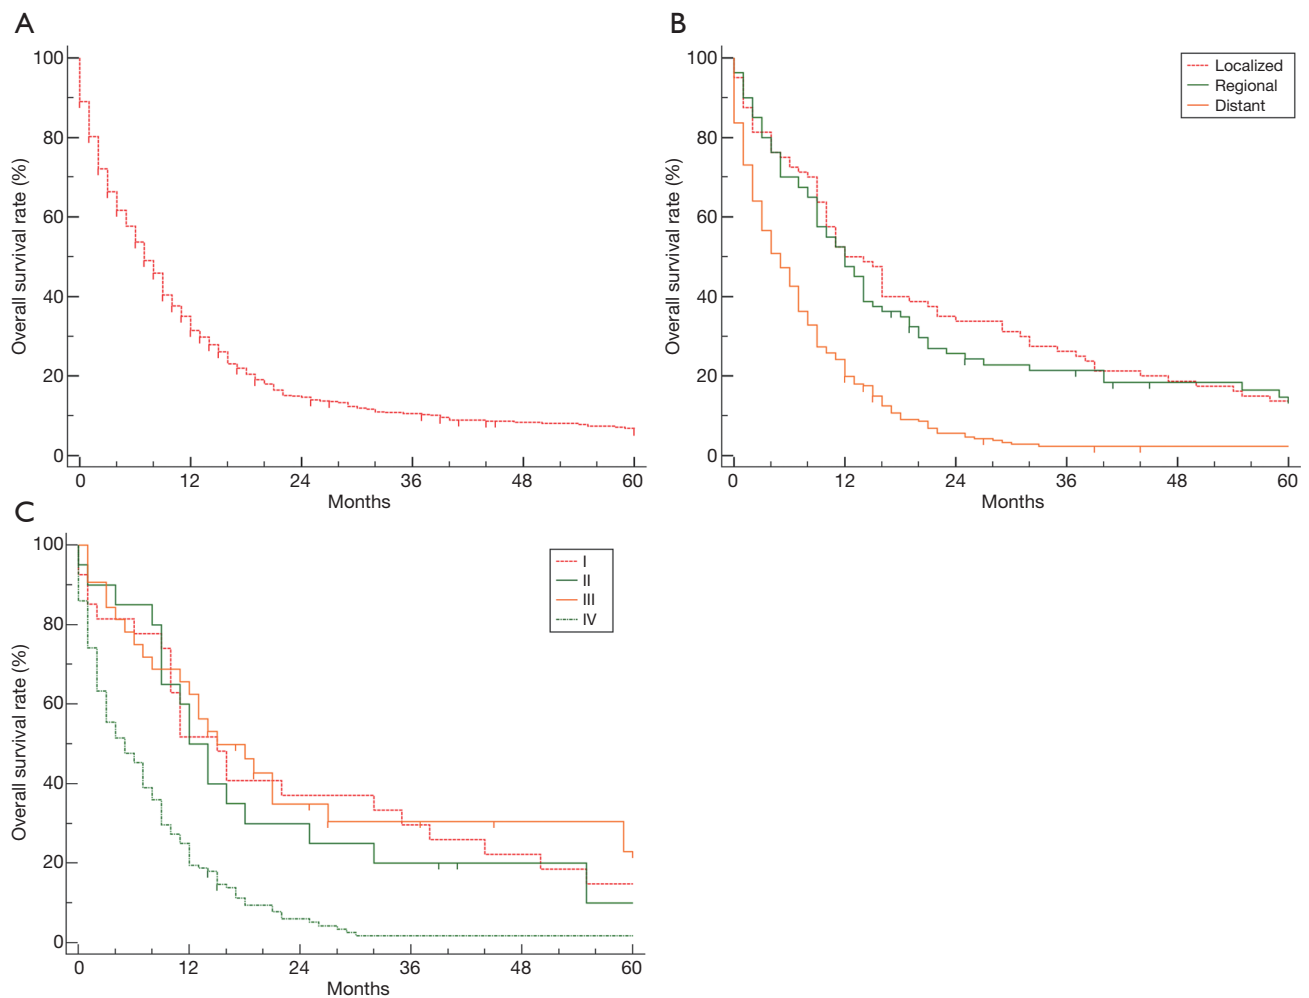 A
Overall survival rate (%)
100
80
60
40
20
0
0 12 24 36 48 60
Months
B
Overall survival rate (%)
100
80
60
40
20
0
0 12 24 36 48 60
Months
Localized
Regional
Distant
C
Overall survival rate (%)
100
80
60
40
20
0
0 12 24 36 48 60
Months
I
II
III
IV